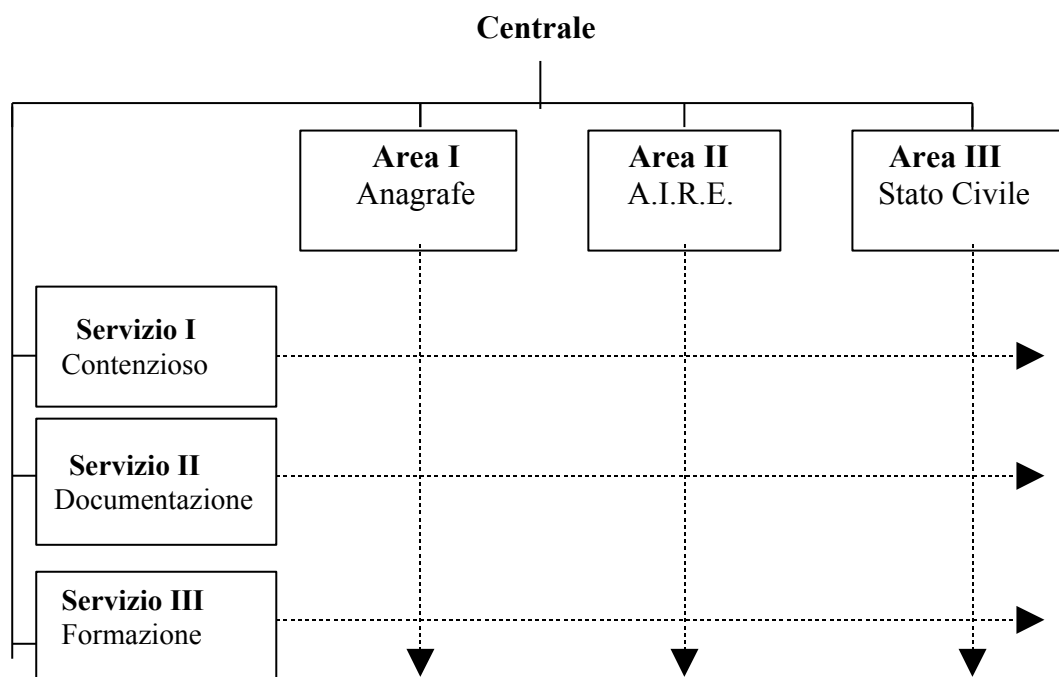 Centrale
Area I
Anagrafe
Area II
A.I.R.E.
Area III
Stato Civile
Servizio I
Contenzioso
Servizio II
Documentazione
Servizio III
Formazione